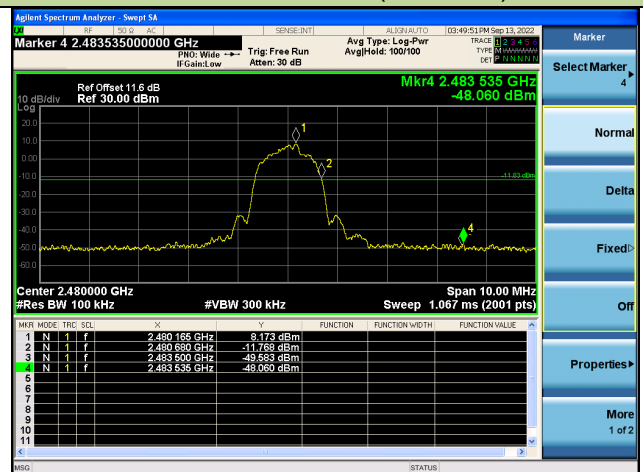 Agilent Spectrum Analyzer - Swept SA
RF 50 Ω AC SENSE:INT ALIGNAUTO 03:49:51 PM Sep 13, 2022
Marker 4 2.483535000000 GHz
PNO: Wide
IFGain:Low
Trig: Free Run
Atten: 30 dB
Avg Type: Log-Pwr
Avg|Hold: 100/100
TRACE 1 2 3 4 5 6
TYPE M
DET P N N N N N
Ref Offset 11.6 dB
Ref 30.00 dBm
10 dB/div
Log
Mkr4 2.483 535 GHz
-48.060 dBm
20.0
10.0
0.00
-10.0
-20.0
-30.0
-40.0
-50.0
-60.0
1
2
4
-11.83 dBm
Center 2.480000 GHz Span 10.00 MHz
#Res BW 100 kHz #VBW 300 kHz Sweep 1.067 ms (2001 pts)
MKR MODE TRC SCL X Y FUNCTION FUNCTION WIDTH FUNCTION VALUE
1 N 1 f 2.480 165 GHz 8.173 dBm
2 N 1 f 2.480 680 GHz -11.768 dBm
3 N 1 f 2.483 500 GHz -49.583 dBm
4 N 1 f 2.483 535 GHz -48.060 dBm
5
6
7
8
9
10
11
MSG STATUS
Marker
Select Marker
4
Normal
Delta
Fixed
Off
Properties
More
1 of 2